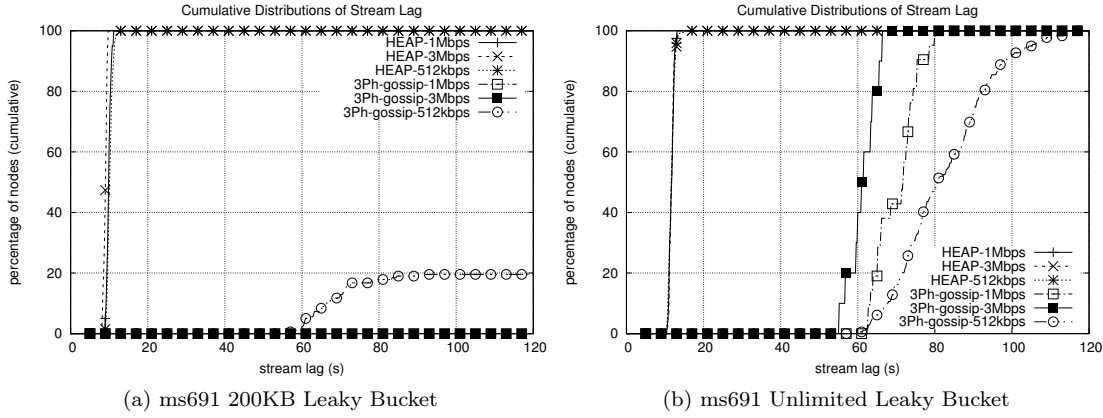 Cumulative Distributions of Stream Lag
percentage of nodes (cumulative)
100
80
60
40
20
0
HEAP-1Mbps
HEAP-3Mbps
HEAP-512kbps
3Ph-gossip-1Mbps
3Ph-gossip-3Mbps
3Ph-gossip-512kbps
0 20 40 60 80 100 120
stream lag (s)
(a) ms691 200KB Leaky Bucket
Cumulative Distributions of Stream Lag
percentage of nodes (cumulative)
100
80
60
40
20
0
HEAP-1Mbps
HEAP-3Mbps
HEAP-512kbps
3Ph-gossip-1Mbps
3Ph-gossip-3Mbps
3Ph-gossip-512kbps
0 20 40 60 80 100 120
stream lag (s)
(b) ms691 Unlimited Leaky Bucket